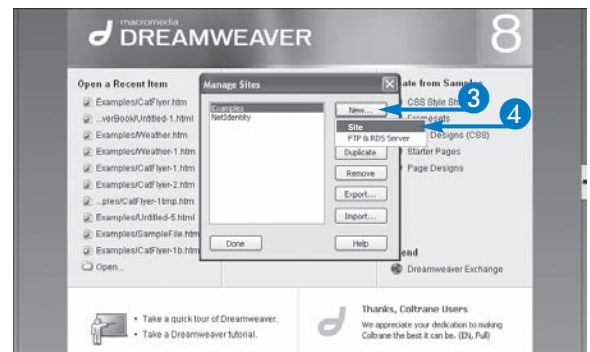 macromedia
DREAMWEAVER
8
Open a Recent Item
Examples/CatFlyer.htm
...verBook/Untitled-1.html
Examples/Weather.htm
Examples/Weather-1.htm
Examples/CatFlyer-1.htm
Examples/CatFlyer-2.htm
...ples/CatFlyer-1tmp.htm
Examples/Untitled-5.html
Examples/SampleFile.htm
Examples/CatFlyer-1b.htm
Open...
Manage Sites
Examples
NetIdentity
New...
Site
FTP & RDS Server
Duplicate
Remove
Export...
Import...
Done
Help
3
4
ate from Samples
CSS Style Sh
Framesets
Designs (CSS)
Starter Pages
Page Designs
end
Dreamweaver Exchange
• Take a quick tour of Dreamweaver.
• Take a Dreamweaver tutorial.
Thanks, Coltrane Users
We appreciate your dedication to making
Coltrane the best it can be. (EN, Full)